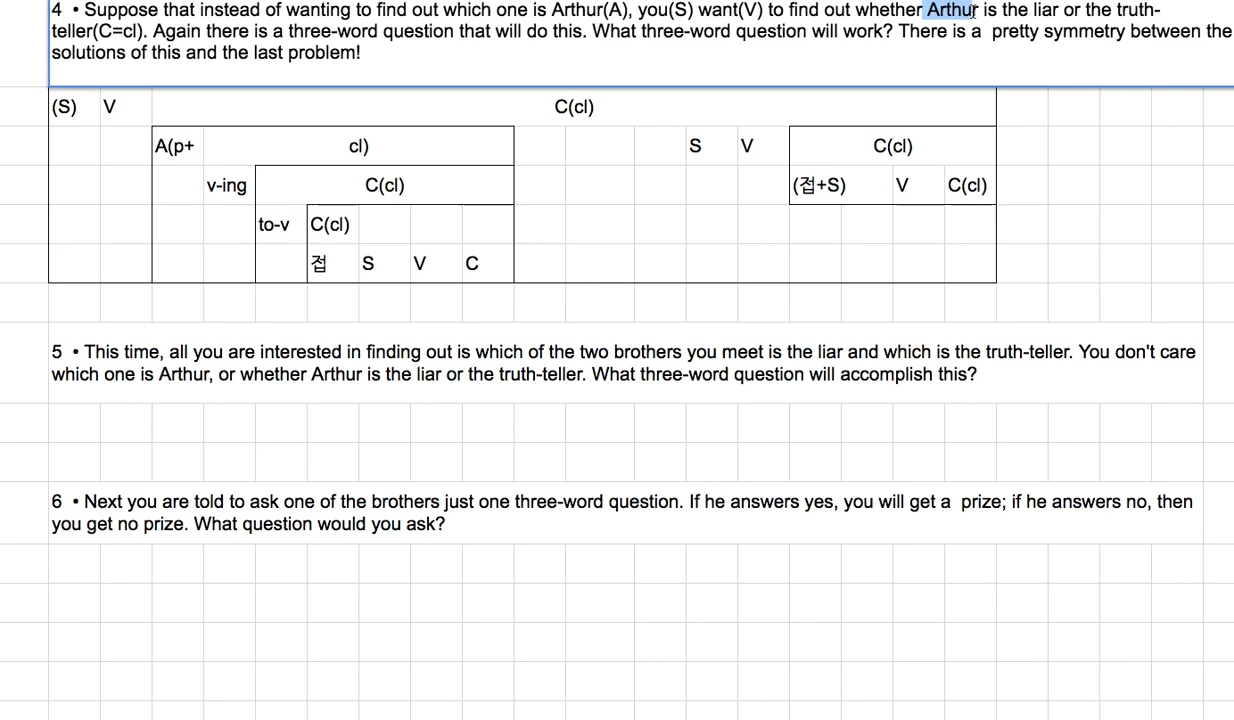 4 • Suppose that instead of wanting to find out which one is Arthur(A), you(S) want(V) to find out whether Arthur is the liar or the truth-
teller(C=cl). Again there is a three-word question that will do this. What three-word question will work? There is a  pretty symmetry between the
solutions of this and the last problem!
(S) V C(cl)
A(p+ cl) S V C(cl)
v-ing C(cl) (접+S) V C(cl)
to-v C(cl)
접 S V C
5 • This time, all you are interested in finding out is which of the two brothers you meet is the liar and which is the truth-teller. You don't care
which one is Arthur, or whether Arthur is the liar or the truth-teller. What three-word question will accomplish this?
6 • Next you are told to ask one of the brothers just one three-word question. If he answers yes, you will get a  prize; if he answers no, then
you get no prize. What question would you ask?